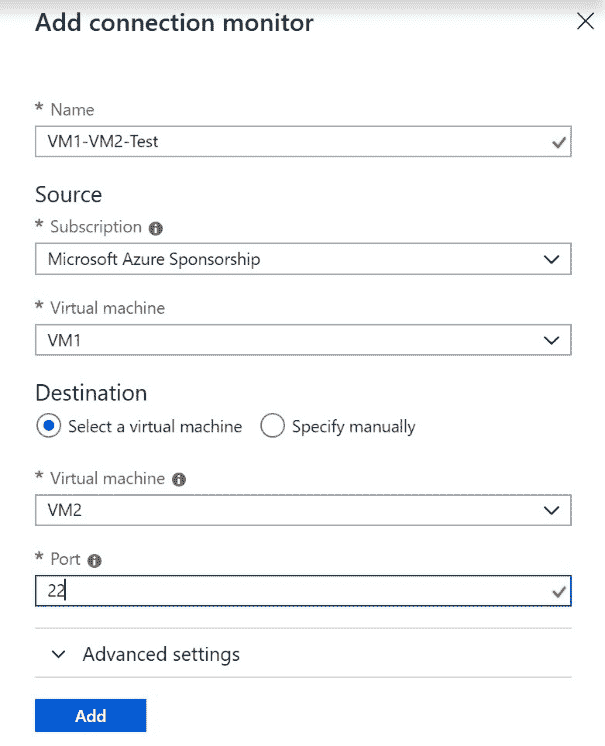 Add connection monitor
* Name
VM1-VM2-Test
Source
* Subscription
Microsoft Azure Sponsorship
* Virtual machine
VM1
Destination
Select a virtual machine Specify manually
* Virtual machine
VM2
* Port
22
Advanced settings
Add